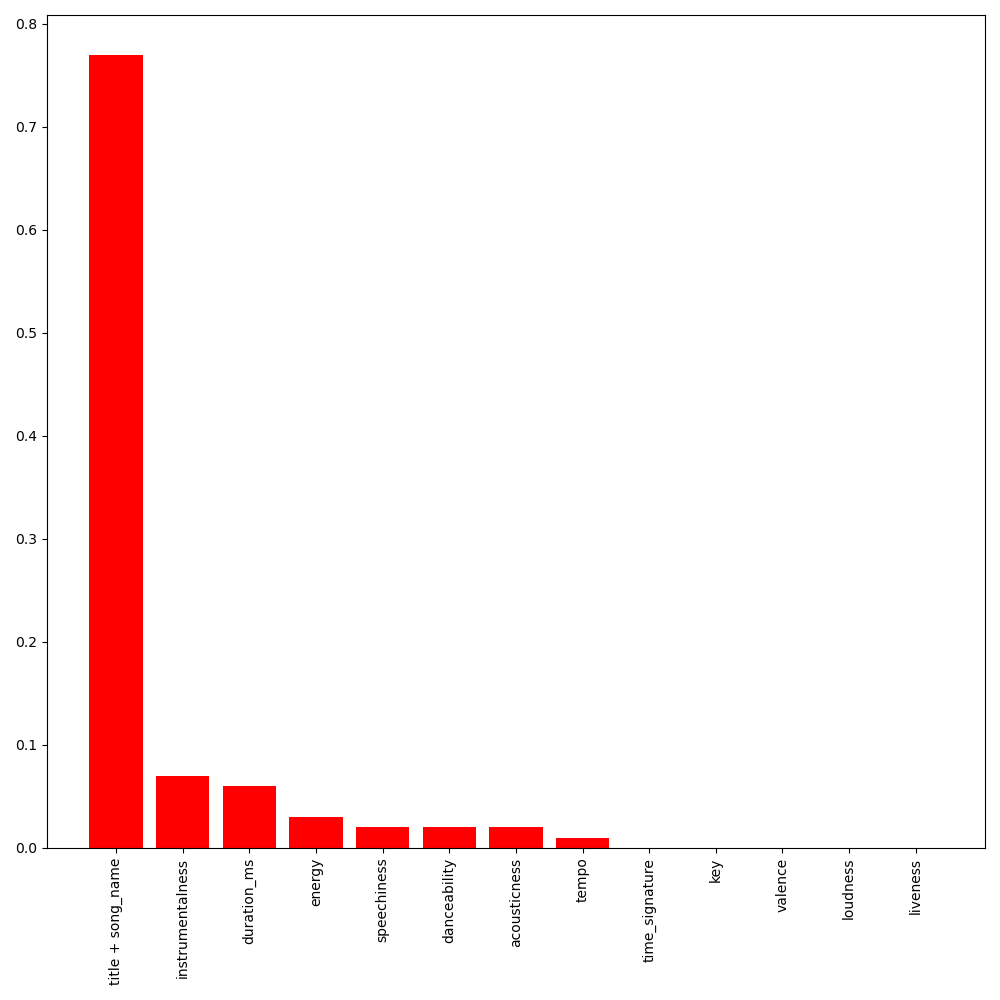 0.8
0.7
0.6
0.5
0.4
0.3
0.2
0.1
0.0
title + song_name
instrumentalness
duration_ms
energy
speechiness
danceability
acousticness
tempo
time_signature
key
valence
loudness
liveness